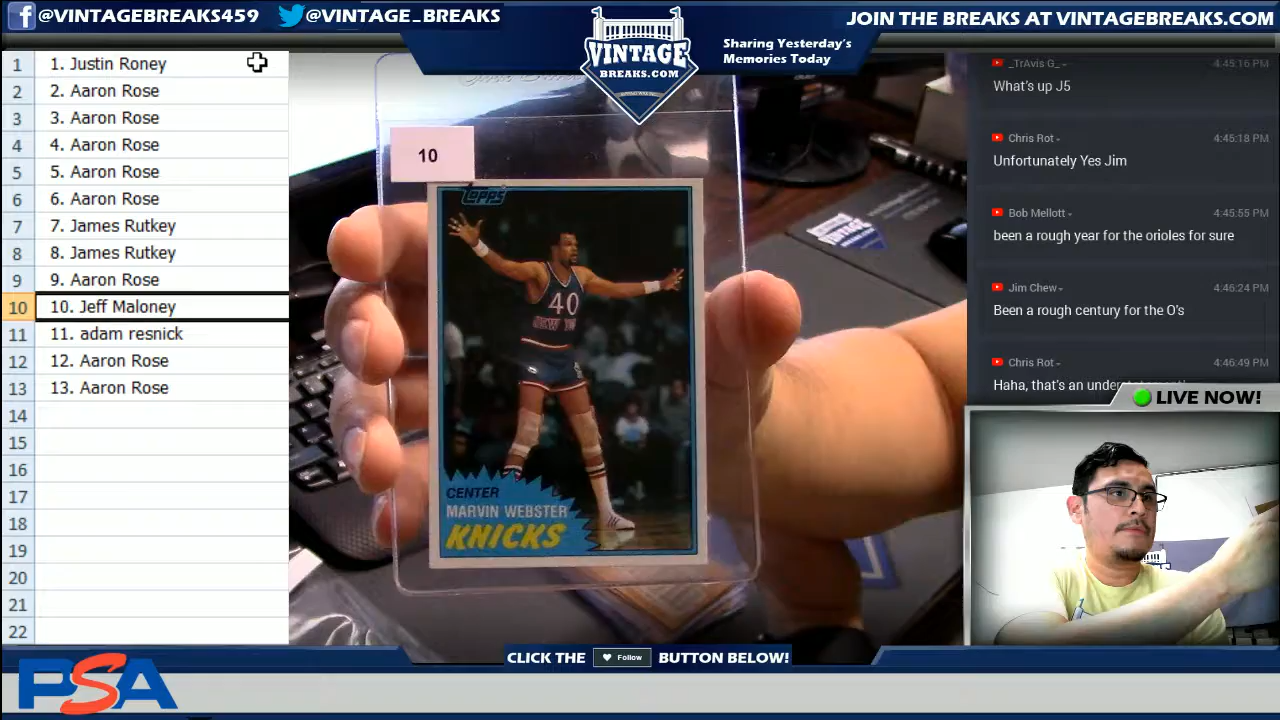 @VINTAGEBREAKS459
@VINTAGE_BREAKS
VINTAGE
BREAKS.COM
Sharing Yesterday's
Memories Today
JOIN THE BREAKS AT VINTAGEBREAKS.COM
1 1. Justin Roney
2 2. Aaron Rose
3 3. Aaron Rose
4 4. Aaron Rose
5 5. Aaron Rose
6 6. Aaron Rose
7 7. James Rutkey
8 8. James Rutkey
9 9. Aaron Rose
10 10. Jeff Maloney
11 11. adam resnick
12 12. Aaron Rose
13 13. Aaron Rose
14
15
16
17
18
19
20
21
22
10
Topps
40
NEW YORK
CENTER
MARVIN WEBSTER
KNICKS
_TrAvis G_ 4:45:16 PM
What's up J5
Chris Rot 4:45:18 PM
Unfortunately Yes Jim
Bob Mellott 4:45:55 PM
been a rough year for the orioles for sure
Jim Chew 4:46:24 PM
Been a rough century for the O's
Chris Rot 4:46:49 PM
Haha, that's an understatement!
LIVE NOW!
CLICK THE Follow BUTTON BELOW!
PSA